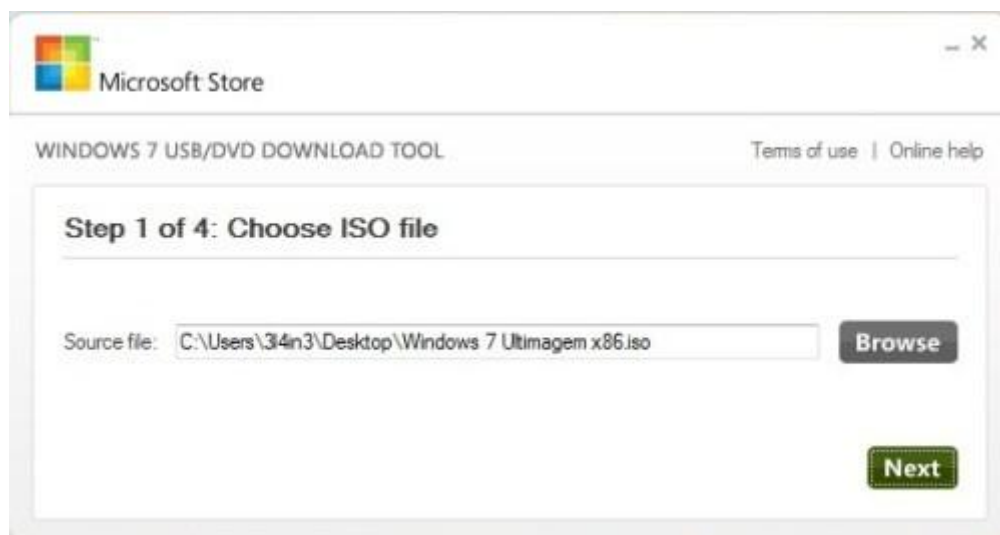 Microsoft Store
WINDOWS 7 USB/DVD DOWNLOAD TOOL
Terms of use | Online help
Step 1 of 4: Choose ISO file
Source file: C:\Users\3l4in3\Desktop\Windows 7 Ultimagem x86.iso
Browse
Next